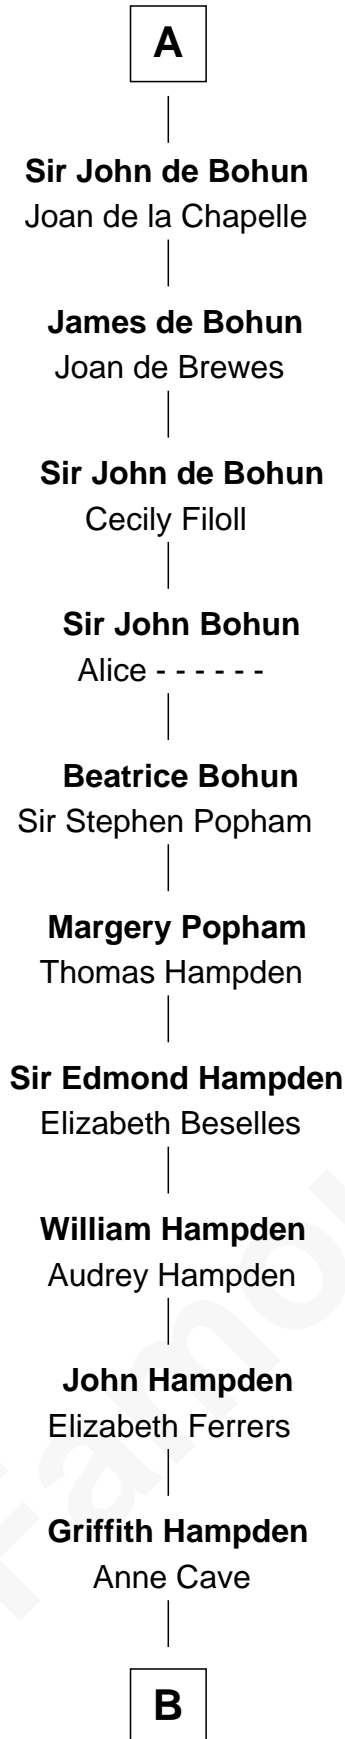 A
Sir John de Bohun
Joan de la Chapelle
James de Bohun
Joan de Brewes
Sir John de Bohun
Cecily Filoll
Sir John Bohun
Alice - - - - - -
Beatrice Bohun
Sir Stephen Popham
Margery Popham
Thomas Hampden
Sir Edmond Hampden
Elizabeth Beselles
William Hampden
Audrey Hampden
John Hampden
Elizabeth Ferrers
Griffith Hampden
Anne Cave
B